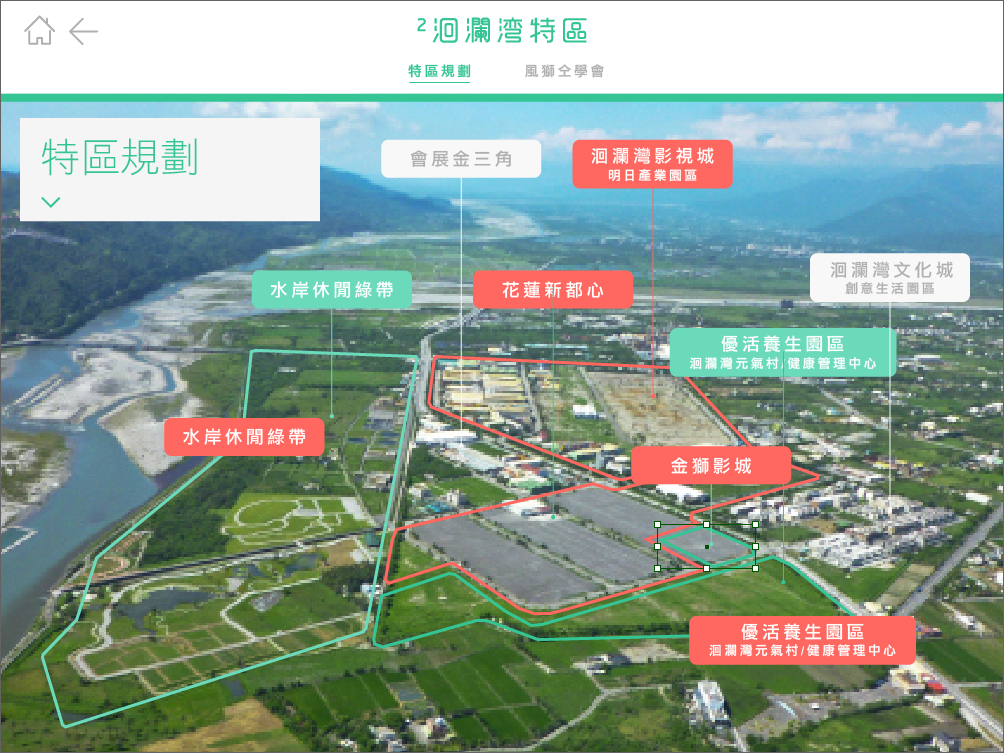 ²洄瀾湾特區
特區規劃
風獅仝學會
特區規劃
會展金三角
洄瀾灣影視城
明日產業園區
洄瀾灣文化城
創意生活園區
水岸休閒綠帶
花蓮新都心
優活養生園區
洄瀾灣元氣村/健康管理中心
水岸休閒綠帶
金獅影城
優活養生園區
洄瀾灣元氣村/健康管理中心